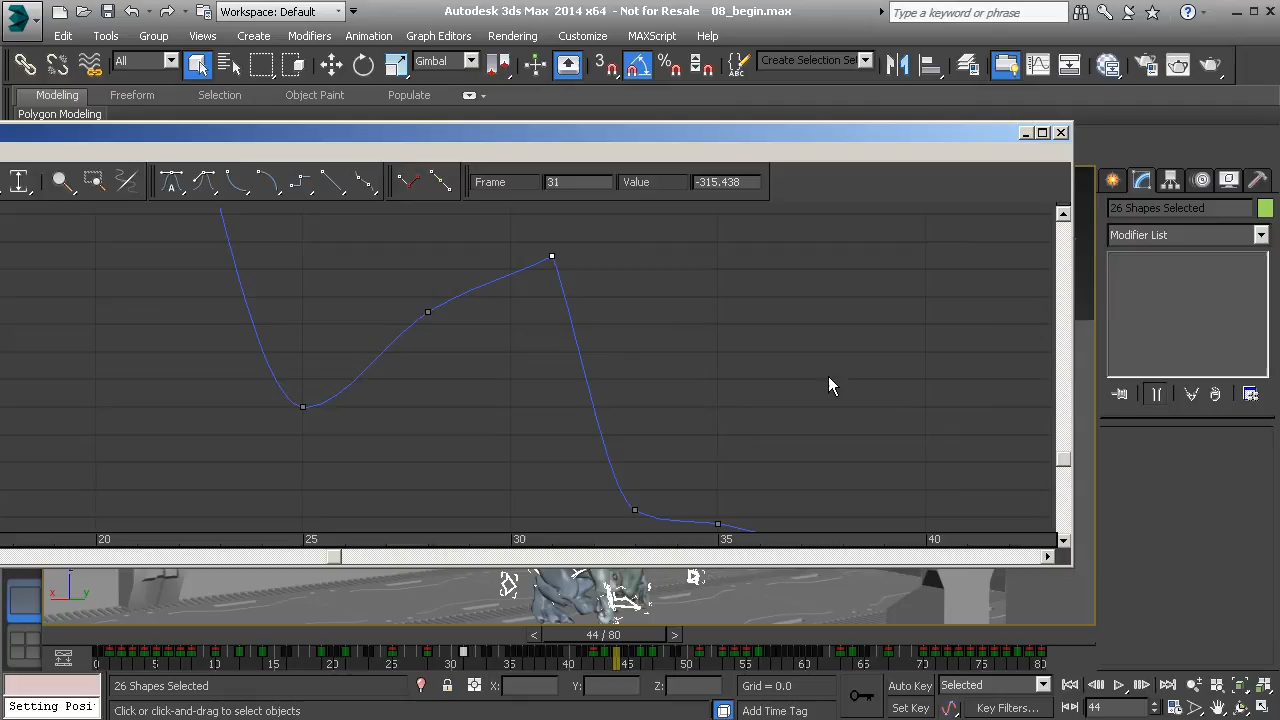 Workspace: Default
Autodesk 3ds Max 2014 x64 - Not for Resale 08_begin.max
Type a keyword or phrase
Edit Tools Group Views Create Modifiers Animation Graph Editors Rendering Customize MAXScript Help
All
Gimbal
3
Create Selection Se
Modeling Freeform Selection Object Paint Populate
Polygon Modeling
Frame 31 Value -315.438
26 Shapes Selected
Modifier List
20 25 30 35 40
x z y
< 44 / 80 >
0 5 10 15 20 25 30 35 40 45 50 55 60 65 70 75 80
26 Shapes Selected X: Y: Z: Grid = 0.0 Auto Key Selected
Setting Posi Click or click-and-drag to select objects Add Time Tag Set Key Key Filters... 44